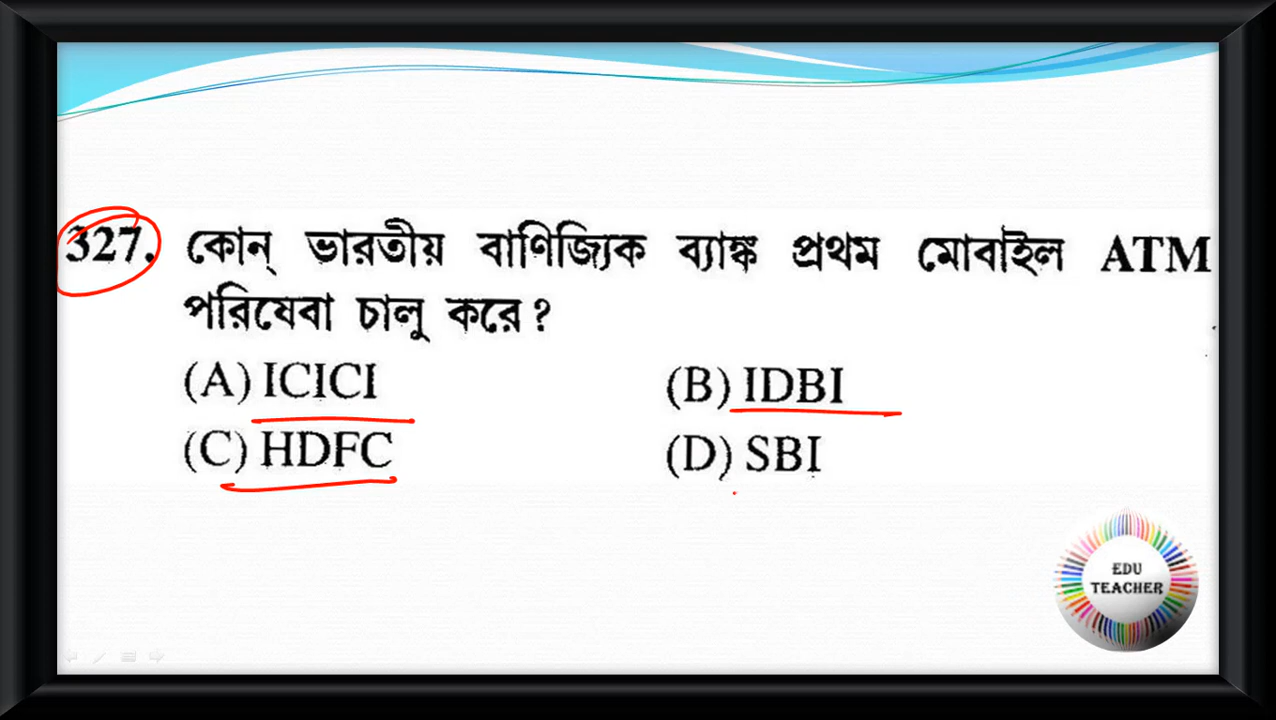 327. কোন্ ভারতীয় বাণিজ্যিক ব্যাঙ্ক প্রথম মোবাইল ATM
পরিষেবা চালু করে?
(A) ICICI (B) IDBI
(C) HDFC (D) SBI
EDU
TEACHER